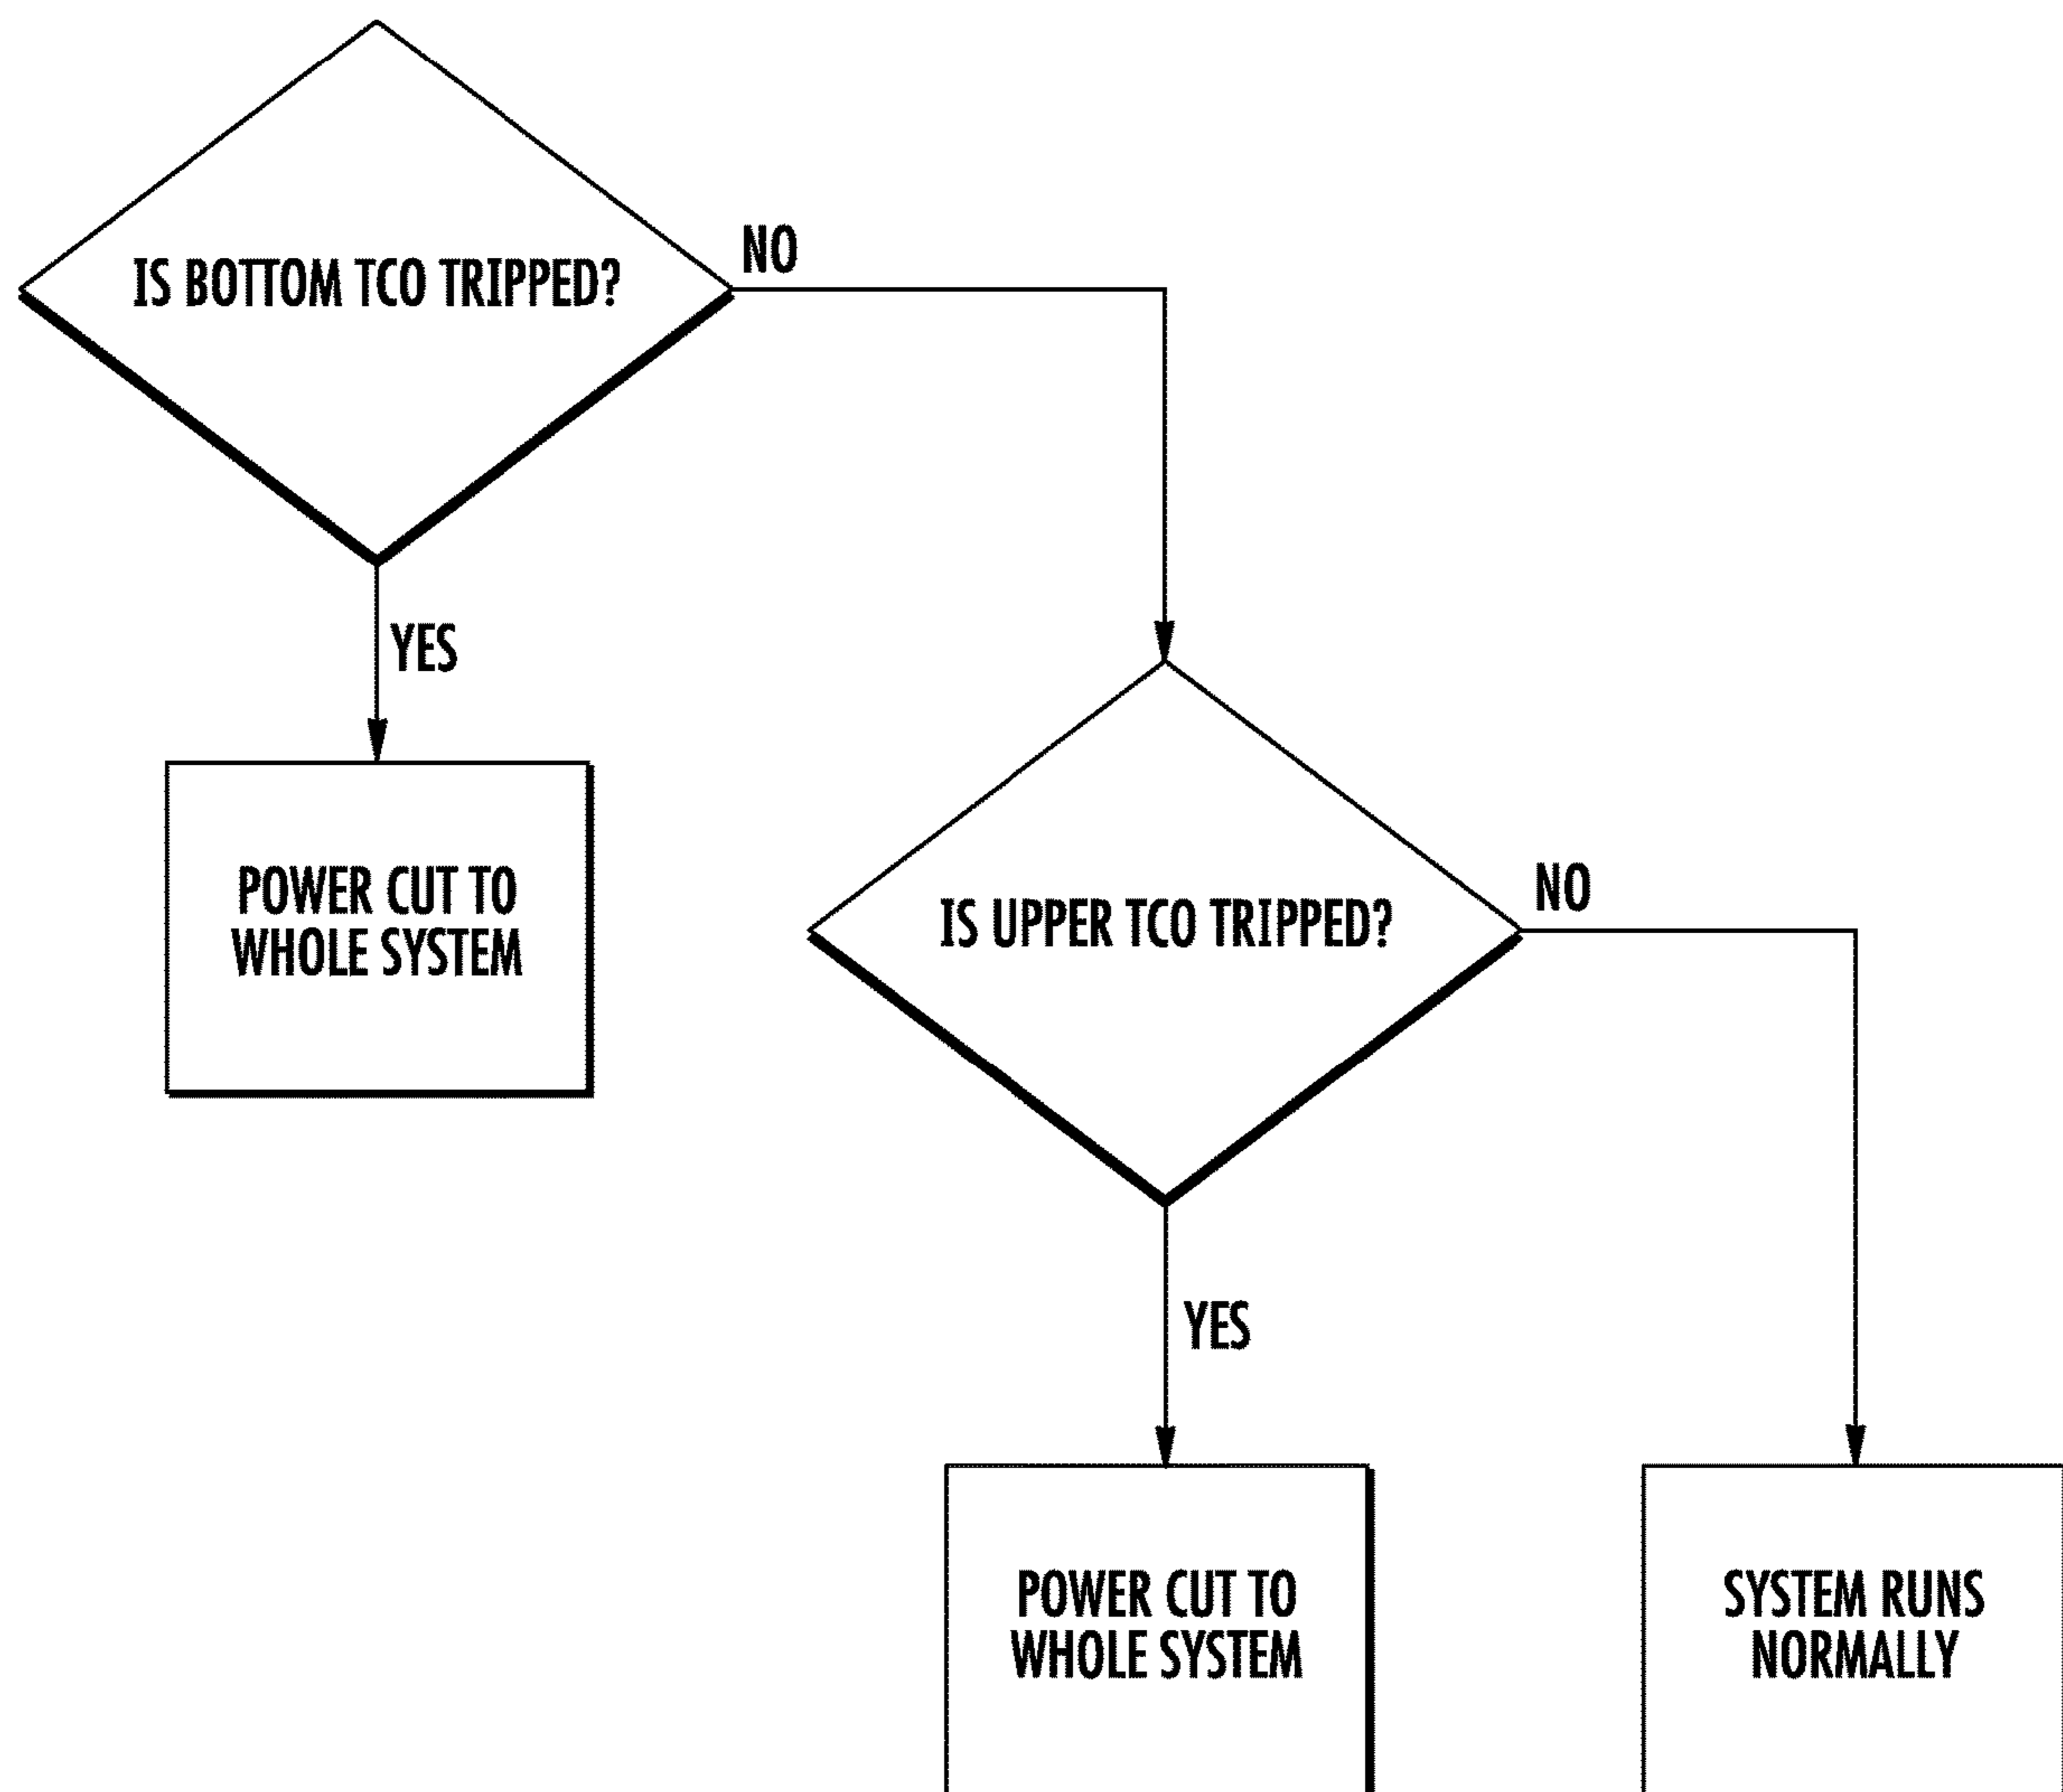 IS BOTTOM TCO TRIPPED?
NO
YES
POWER CUT TO
WHOLE SYSTEM
IS UPPER TCO TRIPPED?
NO
YES
POWER CUT TO
WHOLE SYSTEM
SYSTEM RUNS
NORMALLY